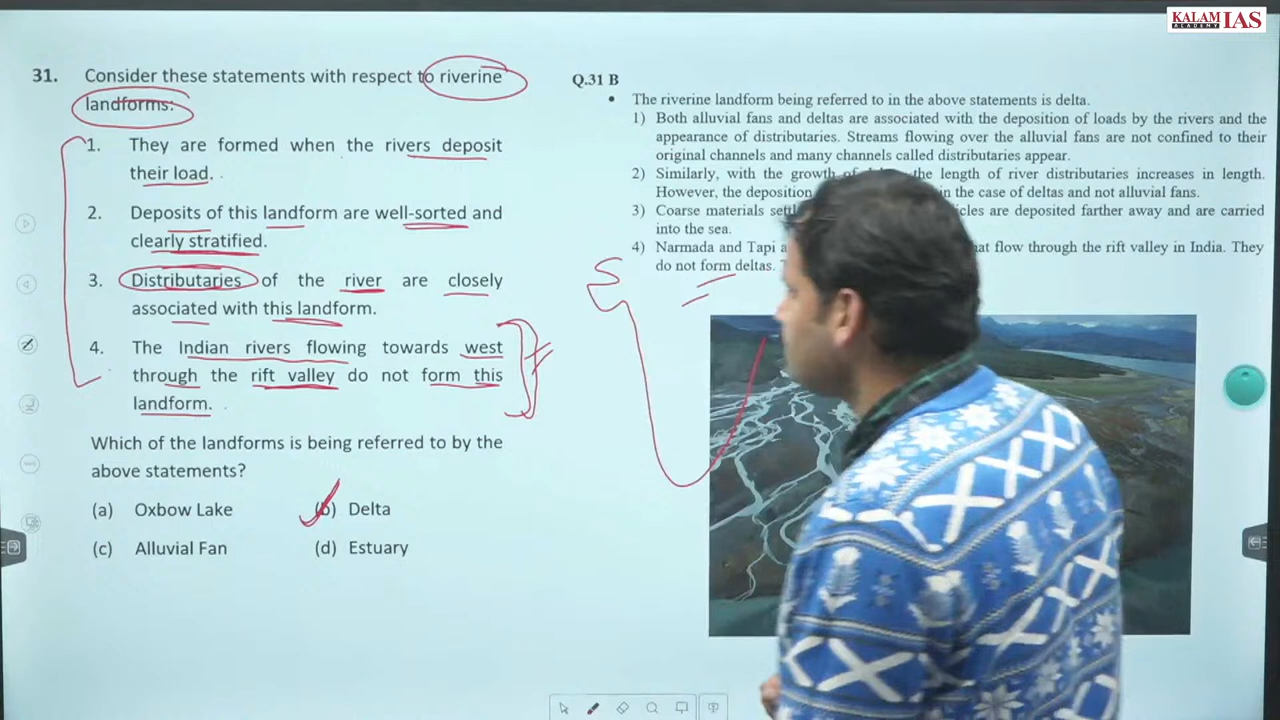 KALAM IAS
ACADEMY
31. Consider these statements with respect to riverine
landforms:
1. They are formed when the rivers deposit
their load.
2. Deposits of this landform are well-sorted and
clearly stratified.
3. Distributaries of the river are closely
associated with this landform.
4. The Indian rivers flowing towards west
through the rift valley do not form this
landform.
Which of the landforms is being referred to by the
above statements?
(a) Oxbow Lake (b) Delta
(c) Alluvial Fan (d) Estuary
Q.31 B
• The riverine landform being referred to in the above statements is delta.
1) Both alluvial fans and deltas are associated with the deposition of loads by the rivers and the
appearance of distributaries. Streams flowing over the alluvial fans are not confined to their
original channels and many channels called distributaries appear.
2) Similarly, with the growth of the length of river distributaries increases in length.
However, the deposition in the case of deltas and not alluvial fans.
3) Coarse materials are deposited farther away and are carried
into the sea.
4) Narmada and Tapi flow through the rift valley in India. They
do not form deltas.